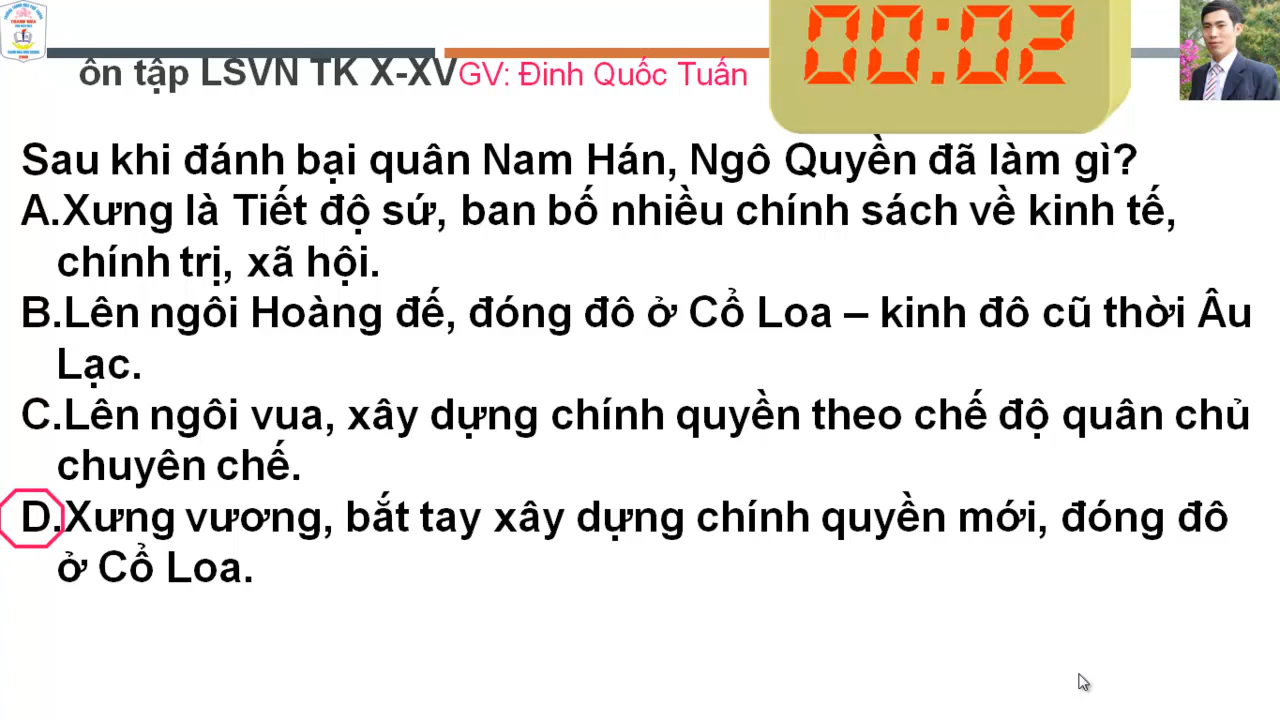 00:02
ôn tập LSVN TK X-XV GV: Đinh Quốc Tuấn
Sau khi đánh bại quân Nam Hán, Ngô Quyền đã làm gì?
A.Xưng là Tiết độ sứ, ban bố nhiều chính sách về kinh tế,
chính trị, xã hội.
B.Lên ngôi Hoàng đế, đóng đô ở Cổ Loa – kinh đô cũ thời Âu
Lạc.
C.Lên ngôi vua, xây dựng chính quyền theo chế độ quân chủ
chuyên chế.
D.Xưng vương, bắt tay xây dựng chính quyền mới, đóng đô
ở Cổ Loa.